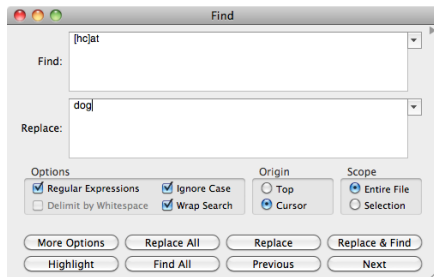 Find
[hc]at
Find:
dog
Replace:
Options Origin Scope
Regular Expressions Ignore Case Top Entire File
Delimit by Whitespace Wrap Search Cursor Selection
More Options Replace All Replace Replace & Find
Highlight Find All Previous Next